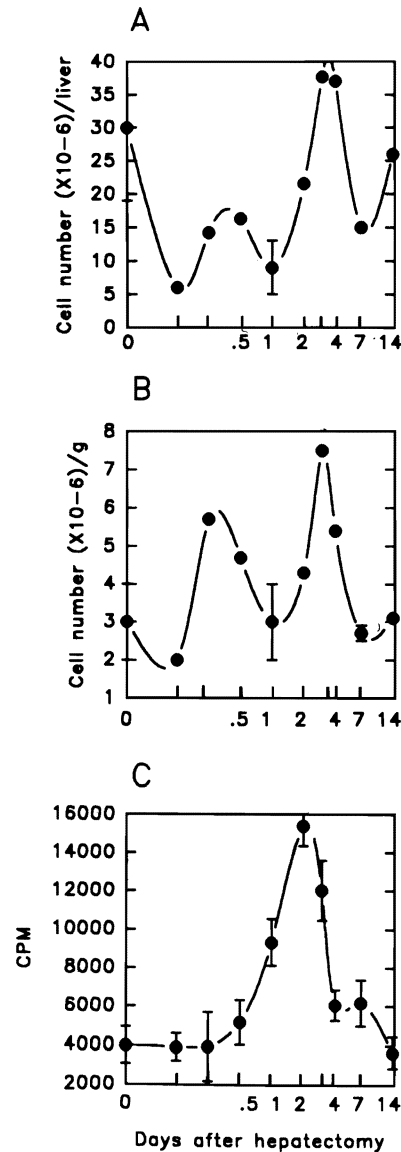 A
Cell number (X10-6)/liver
40
35
30
25
20
15
10
5
0
0 .5 1 2 4 7 14
B
Cell number (X10-6)/g
8
7
6
5
4
3
2
1
0 .5 1 2 4 7 14
C
CPM
16000
14000
12000
10000
8000
6000
4000
2000
0 .5 1 2 4 7 14
Days after hepatectomy